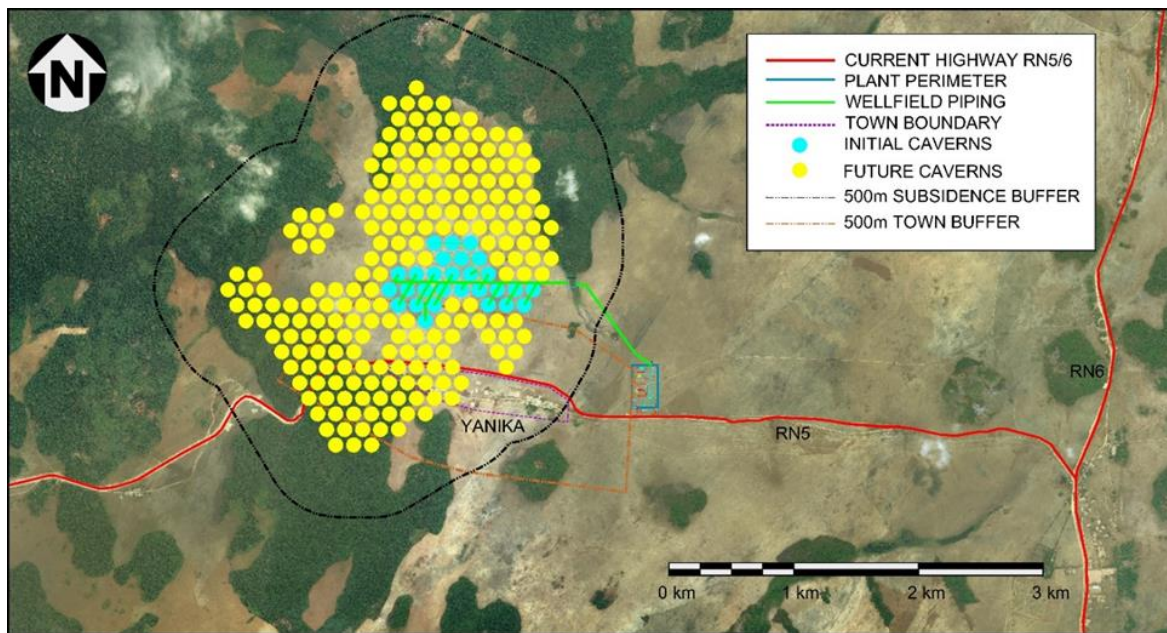 N
CURRENT HIGHWAY RN5/6
PLANT PERIMETER
WELLFIELD PIPING
TOWN BOUNDARY
INITIAL CAVERNS
FUTURE CAVERNS
500m SUBSIDENCE BUFFER
500m TOWN BUFFER
RN6
YANIKA
RN5
0 km
1 km
2 km
3 km